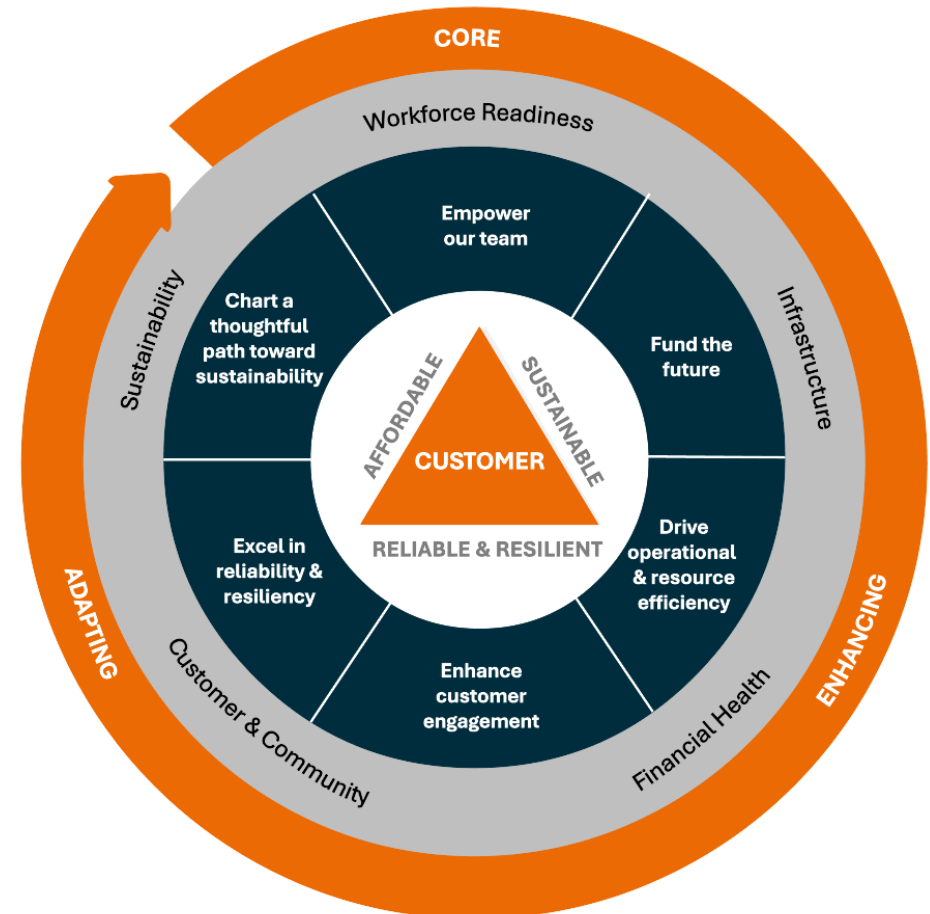 CORE
Workforce Readiness
Infrastructure
Sustainability
Empower
our team
Chart a
thoughtful
path toward
sustainability
Fund the
future
AFFORDABLE
SUSTAINABLE
CUSTOMER
RELIABLE & RESILIENT
Excel in
reliability &
resiliency
Drive
operational
& resource
efficiency
Enhance
customer
engagement
ADAPTING
ENHANCING
Customer & Community
Financial Health